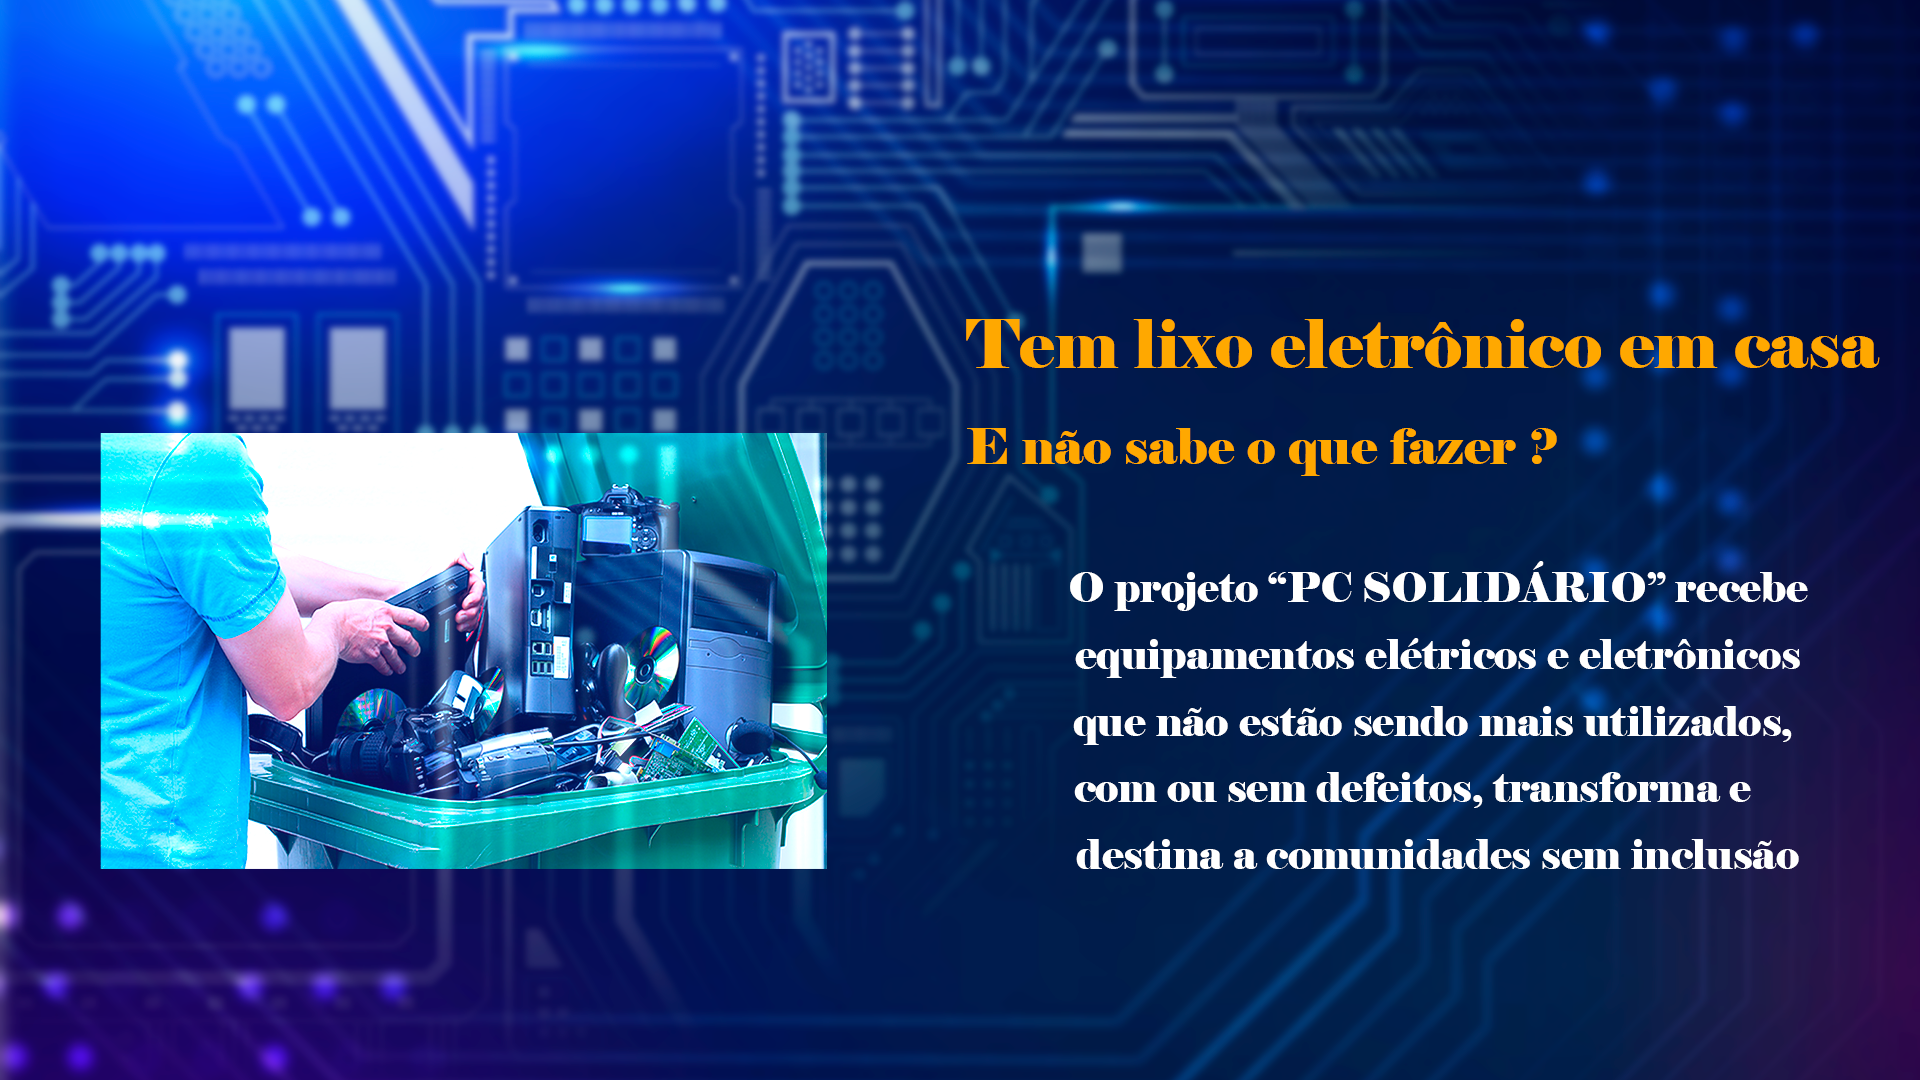 Tem lixo eletrônico em casa
E não sabe o que fazer ?
O projeto “PC SOLIDÁRIO” recebe
equipamentos elétricos e eletrônicos
que não estão sendo mais utilizados,
com ou sem defeitos, transforma e
destina a comunidades sem inclusão